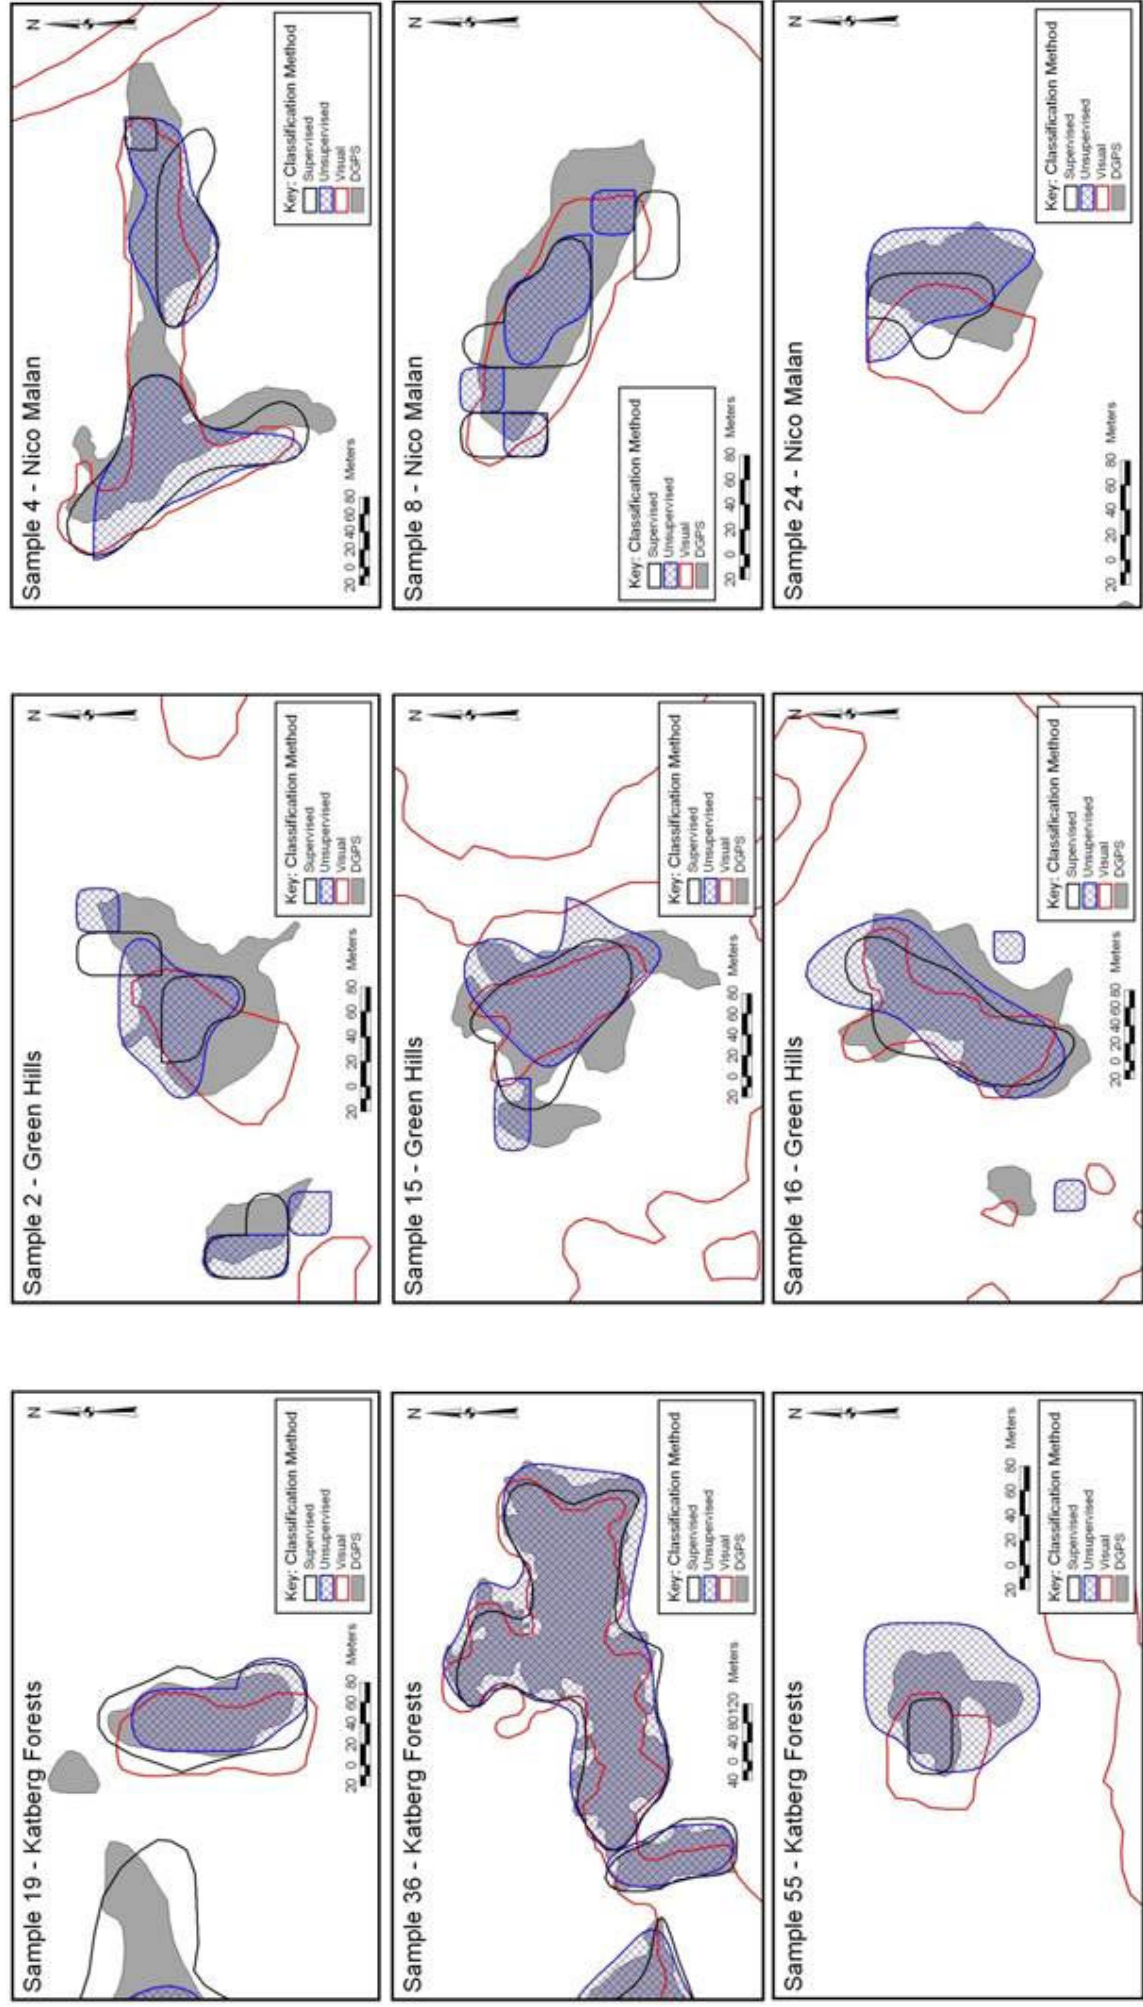 Sample 19 - Katberg Forests
N
20 0 20 40 60 80 Meters
Key: Classification Method
Supervised
Unsupervised
Visual
DGPS
Sample 2 - Green Hills
N
20 0 20 40 60 80 Meters
Key: Classification Method
Supervised
Unsupervised
Visual
DGPS
Sample 4 - Nico Malan
N
20 0 20 40 60 80 Meters
Key: Classification Method
Supervised
Unsupervised
Visual
DGPS
Sample 36 - Katberg Forests
N
40 0 40 80 120 Meters
Key: Classification Method
Supervised
Unsupervised
Visual
DGPS
Sample 15 - Green Hills
N
20 0 20 40 60 80 Meters
Key: Classification Method
Supervised
Unsupervised
Visual
DGPS
Sample 8 - Nico Malan
N
Key: Classification Method
Supervised
Unsupervised
Visual
DGPS
20 0 20 40 60 80 Meters
Sample 55 - Katberg Forests
N
20 0 20 40 60 80 Meters
Key: Classification Method
Supervised
Unsupervised
Visual
DGPS
Sample 16 - Green Hills
N
20 0 20 40 60 80 Meters
Key: Classification Method
Supervised
Unsupervised
Visual
DGPS
Sample 24 - Nico Malan
N
20 0 20 40 60 80 Meters
Key: Classification Method
Supervised
Unsupervised
Visual
DGPS